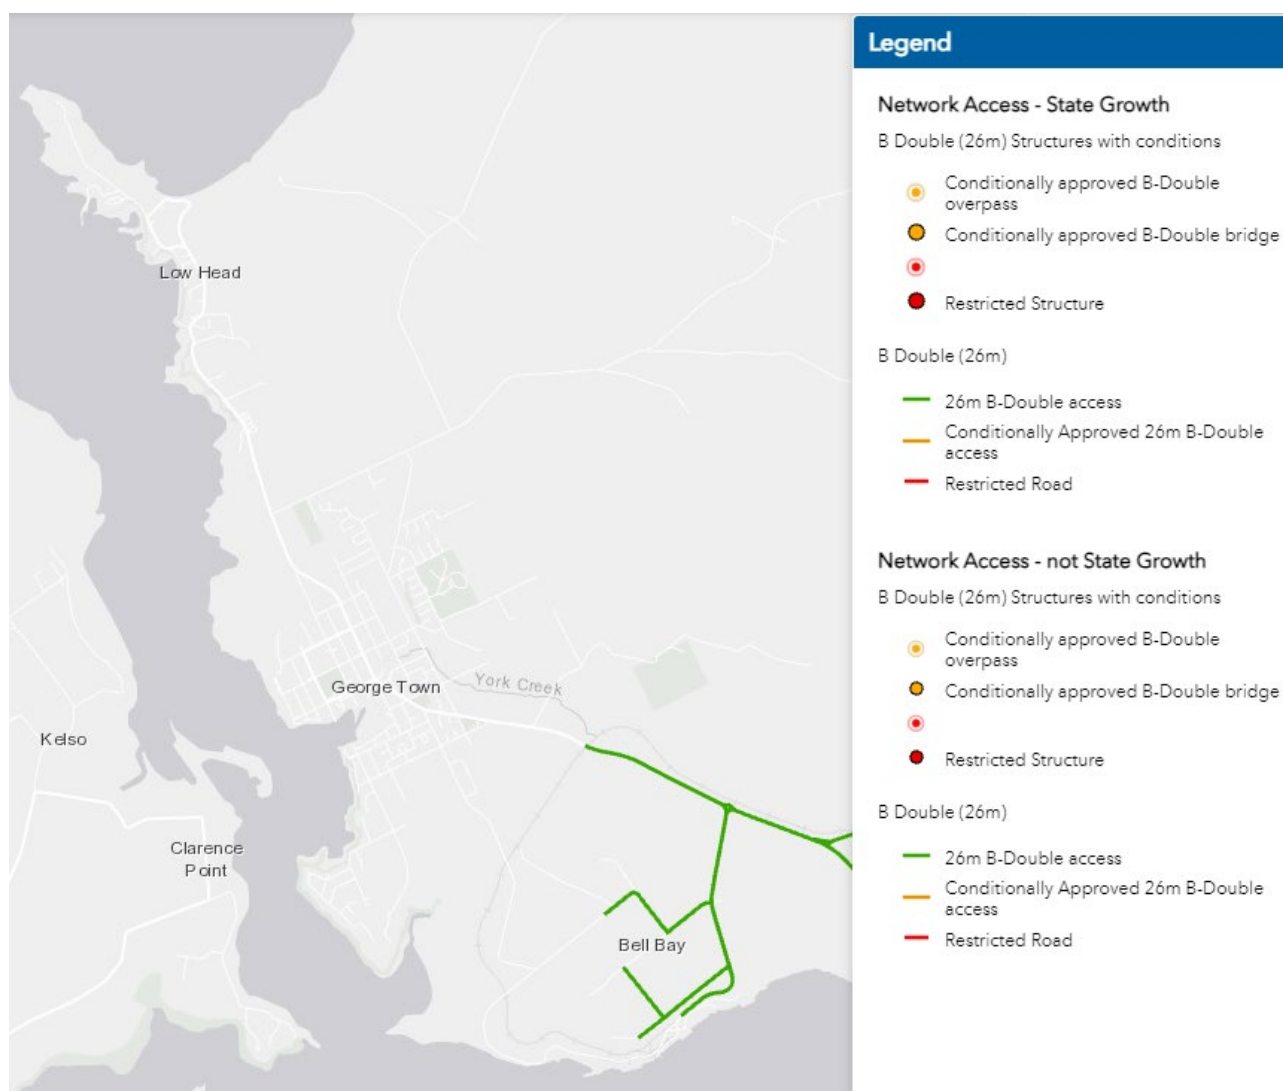 Legend
Network Access - State Growth
B Double (26m) Structures with conditions
Conditionally approved B-Double
overpass
Conditionally approved B-Double bridge
Restricted Structure
B Double (26m)
26m B-Double access
Conditionally Approved 26m B-Double
access
Restricted Road
Network Access - not State Growth
B Double (26m) Structures with conditions
Conditionally approved B-Double
overpass
Conditionally approved B-Double bridge
Restricted Structure
B Double (26m)
26m B-Double access
Conditionally Approved 26m B-Double
access
Restricted Road
Low Head
George Town
York Creek
Kelso
Clarence
Point
Bell Bay